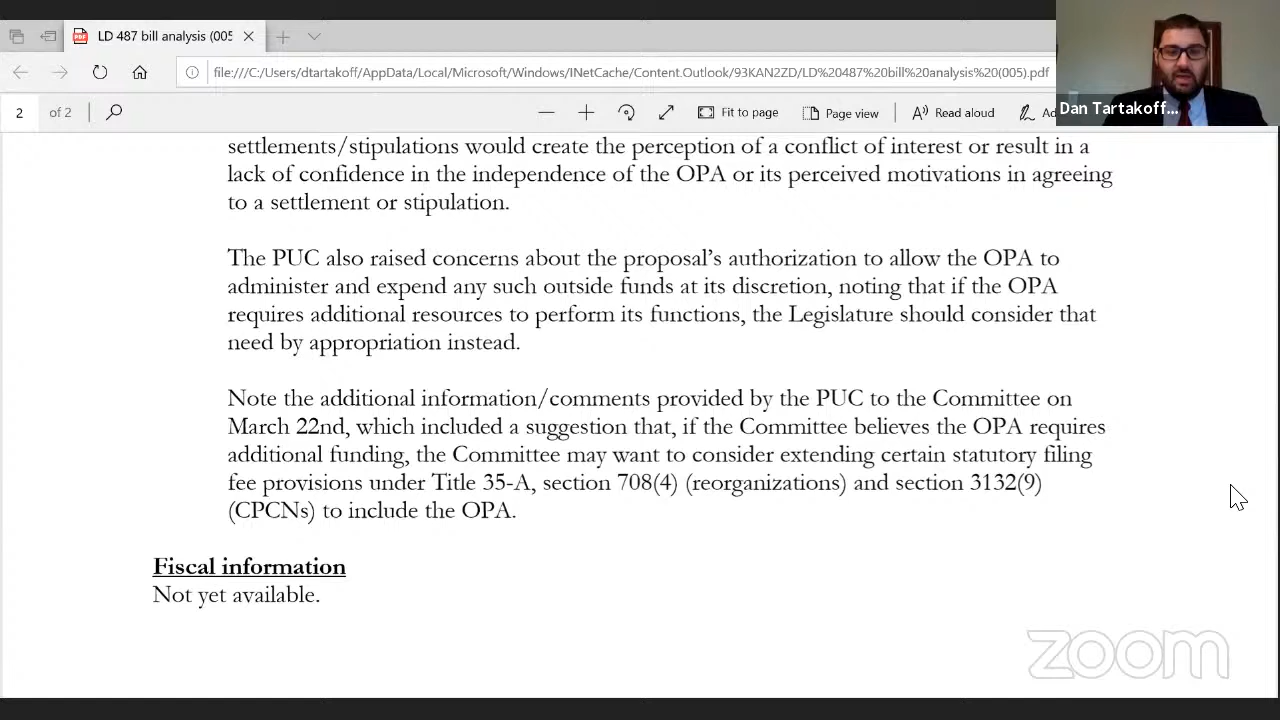 LD 487 bill analysis (005
file:///C:/Users/dtartakoff/AppData/Local/Microsoft/Windows/INetCache/Content.Outlook/93KAN2ZD/LD%20487%20bill%20analysis%20(005).pdf
2 of 2
Fit to page
Page view
Read aloud
Dan Tartakoff...
settlements/stipulations would create the perception of a conflict of interest or result in a
lack of confidence in the independence of the OPA or its perceived motivations in agreeing
to a settlement or stipulation.
The PUC also raised concerns about the proposal's authorization to allow the OPA to
administer and expend any such outside funds at its discretion, noting that if the OPA
requires additional resources to perform its functions, the Legislature should consider that
need by appropriation instead.
Note the additional information/comments provided by the PUC to the Committee on
March 22nd, which included a suggestion that, if the Committee believes the OPA requires
additional funding, the Committee may want to consider extending certain statutory filing
fee provisions under Title 35-A, section 708(4) (reorganizations) and section 3132(9)
(CPCNs) to include the OPA.
Fiscal information
Not yet available.
zoom